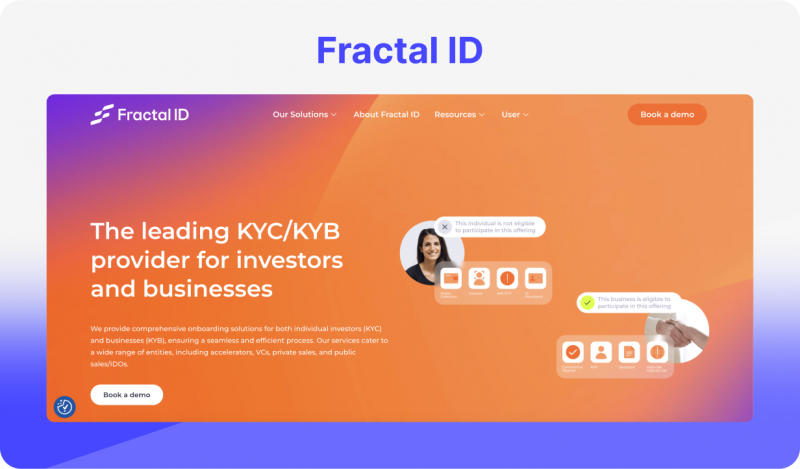 Fractal ID
Fractal ID
Our Solutions
About Fractal ID
Resources
User
Book a demo
The leading KYC/KYB
provider for investors
and businesses
We provide comprehensive onboarding solutions for both individual investors (KYC)
and businesses (KYB), ensuring a seamless and efficient process. Our services cater to
a wide range of entities, including accelerators, VCs, private sales, and public
sales/IDOs.
Book a demo
This individual is not eligible
to participate in this offering
This business is eligible to
participate in this offering